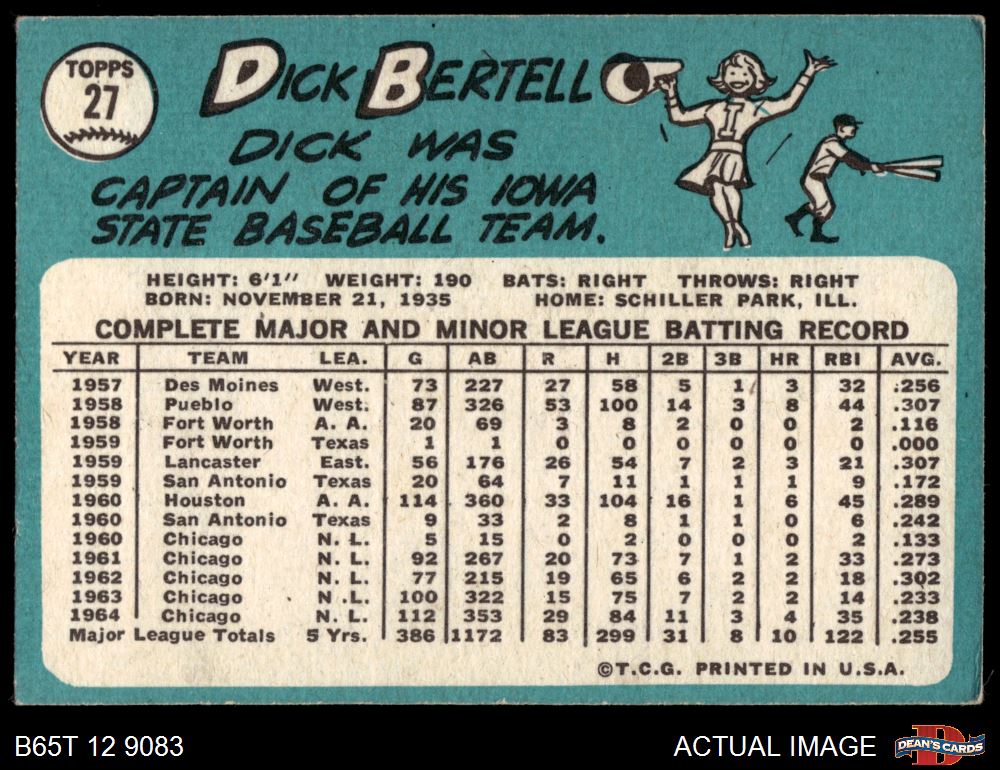 TOPPS
27
DICK BERTELL
DICK WAS
CAPTAIN OF HIS IOWA
STATE BASEBALL TEAM.
I
HEIGHT: 6'1" WEIGHT: 190 BATS: RIGHT THROWS: RIGHT
BORN: NOVEMBER 21, 1935 HOME: SCHILLER PARK, ILL.
COMPLETE MAJOR AND MINOR LEAGUE BATTING RECORD
YEAR TEAM LEA. G AB R H 2B 3B HR RBI AVG.
1957 Des Moines West. 73 227 27 58 5 1 3 32 .256
1958 Pueblo West. 87 326 53 100 14 3 8 44 .307
1958 Fort Worth A. A. 20 69 3 8 2 0 0 2 .116
1959 Fort Worth Texas 1 1 0 0 0 0 0 0 .000
1959 Lancaster East. 56 176 26 54 7 2 3 21 .307
1959 San Antonio Texas 20 64 7 11 1 1 1 9 .172
1960 Houston A. A. 114 360 33 104 16 1 6 45 .289
1960 San Antonio Texas 9 33 2 8 1 1 0 6 .242
1960 Chicago N. L. 5 15 0 2 0 0 0 2 .133
1961 Chicago N. L. 92 267 20 73 7 1 2 33 .273
1962 Chicago N. L. 77 215 19 65 6 2 2 18 .302
1963 Chicago N .L. 100 322 15 75 7 2 2 14 .233
1964 Chicago N. L. 112 353 29 84 11 3 4 35 .238
Major League Totals 5 Yrs. 386 1172 83 299 31 8 10 122 .255
©T.C.G. PRINTED IN U.S.A.
B65T 12 9083 ACTUAL IMAGE DEAN'S CARDS